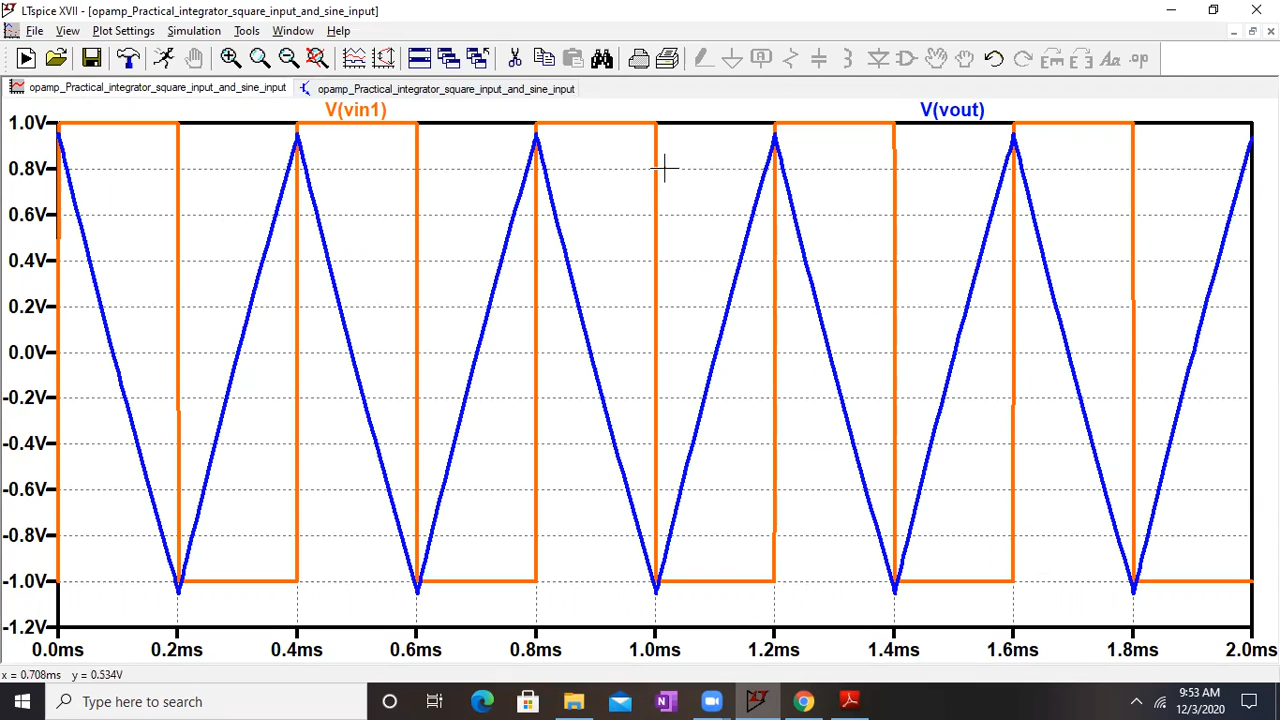 LTspice XVII - [opamp_Practical_integrator_square_input_and_sine_input]
File View Plot Settings Simulation Tools Window Help
opamp_Practical_integrator_square_input_and_sine_input opamp_Practical_integrator_square_input_and_sine_input
V(vin1) V(vout)
1.0V
0.8V
0.6V
0.4V
0.2V
0.0V
-0.2V
-0.4V
-0.6V
-0.8V
-1.0V
-1.2V
0.0ms 0.2ms 0.4ms 0.6ms 0.8ms 1.0ms 1.2ms 1.4ms 1.6ms 1.8ms 2.0ms
x = 0.708ms y = 0.534V
Type here to search
9:53 AM
12/3/2020